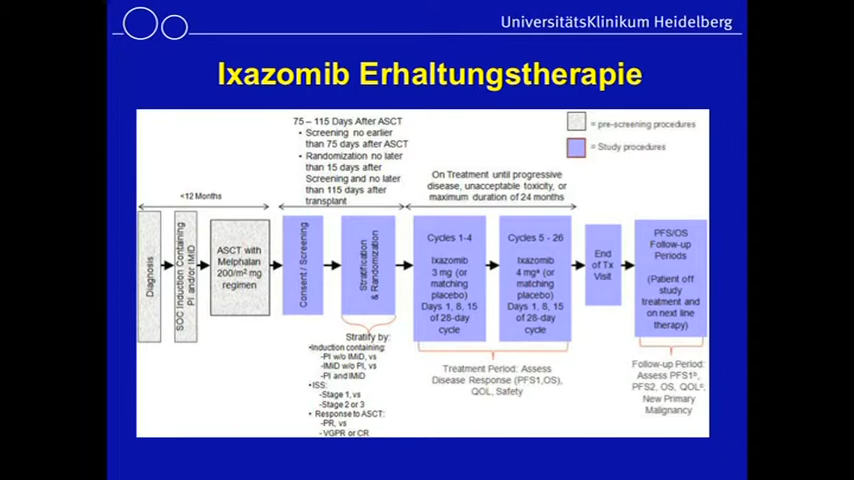 UniversitätsKlinikum Heidelberg
Ixazomib Erhaltungstherapie
75 – 115 Days After ASCT
• Screening no earlier
than 75 days after ASCT
• Randomization no later
than 15 days after
Screening and no later
than 115 days after
transplant
= pre-screening procedures
= Study procedures
<12 Months
On Treatment until progressive
disease, unacceptable toxicity, or
maximum duration of 24 months
Diagnosis
SOC Induction Containing
PI and/or IMiD
ASCT with
Melphalan
200/m² mg
regimen
Consent / Screening
Stratification
& Randomization
Cycles 1-4
Ixazomib
3 mg (or
matching
placebo)
Days 1, 8, 15
of 28-day
cycle
Cycles 5 - 26
Ixazomib
4 mgª (or
matching
placebo)
Days 1, 8, 15
of 28-day
cycle
End
of Tx
Visit
PFS/OS
Follow-up
Periods
(Patient off
study
treatment and
on next line
therapy)
Stratify by:
•Induction containing:
-PI w/o IMiD, vs
-IMiD w/o PI, vs
-PI and IMiD
• ISS:
-Stage 1, vs
-Stage 2 or 3
• Response to ASCT:
-PR, vs
-VGPR or CR
Treatment Period: Assess
Disease Response (PFS1,OS),
QOL, Safety
Follow-up Period:
Assess PFS1ᵇ,
PFS2, OS, QOLᶜ,
New Primary
Malignancy